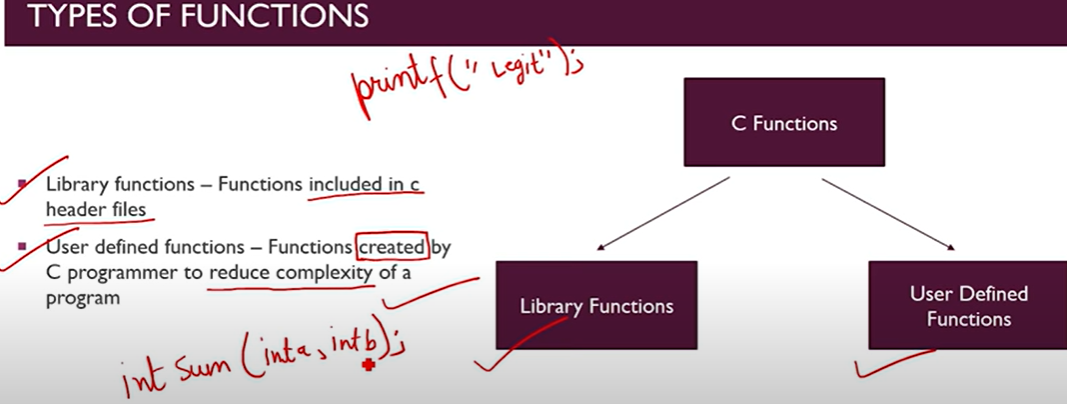 TYPES OF FUNCTIONS
printf(" Legit");
C Functions
Library functions – Functions included in c
header files
User defined functions – Functions created by
C programmer to reduce complexity of a
program
int sum (int a, int b);
Library Functions
User Defined
Functions